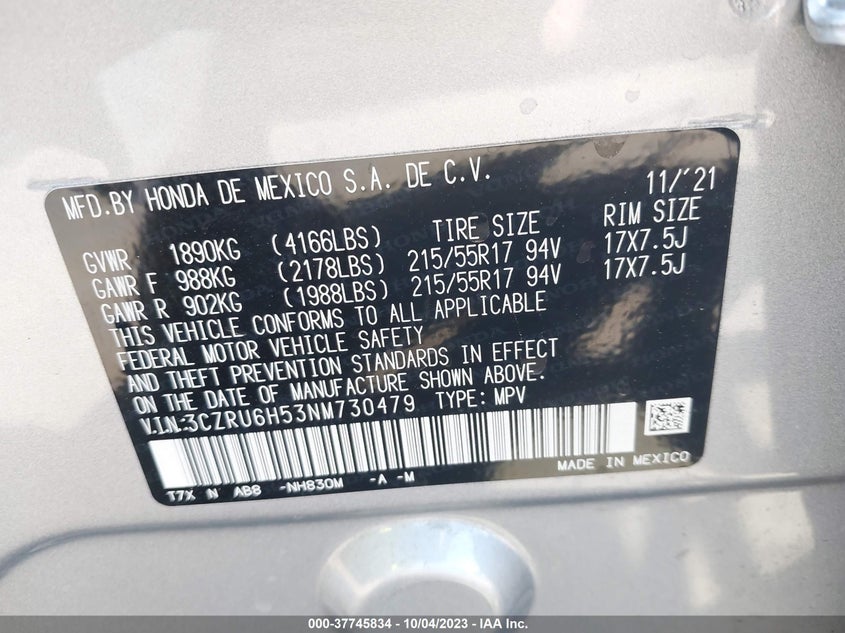 MFD.BY HONDA DE MEXICO S.A. DE C.V. 11/'21
TIRE SIZE RIM SIZE
GVWR 1890KG (4166LBS)
GAWR F 988KG (2178LBS) 215/55R17 94V 17X7.5J
GAWR R 902KG (1988LBS) 215/55R17 94V 17X7.5J
THIS VEHICLE CONFORMS TO ALL APPLICABLE
FEDERAL MOTOR VEHICLE SAFETY
AND THEFT PREVENTION STANDARDS IN EFFECT
ON THE DATE OF MANUFACTURE SHOWN ABOVE.
V.I.N:3CZRU6H53NM730479 TYPE: MPV
MADE IN MEXICO
T7X N AB8 -NH830M -A -M
000-37745834 - 10/04/2023 - IAA Inc.